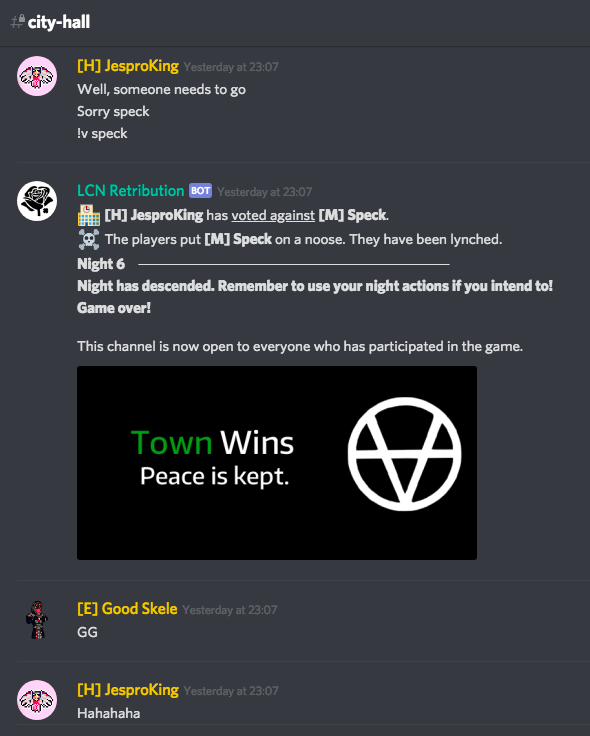 # city-hall
[H] JesproKing Yesterday at 23:07
Well, someone needs to go
Sorry speck
!v speck
LCN Retribution BOT Yesterday at 23:07
[H] JesproKing has voted against [M] Speck.
The players put [M] Speck on a noose. They have been lynched.
Night 6
Night has descended. Remember to use your night actions if you intend to!
Game over!
This channel is now open to everyone who has participated in the game.
Town Wins
Peace is kept.
[E] Good Skele Yesterday at 23:07
GG
[H] JesproKing Yesterday at 23:07
Hahahaha